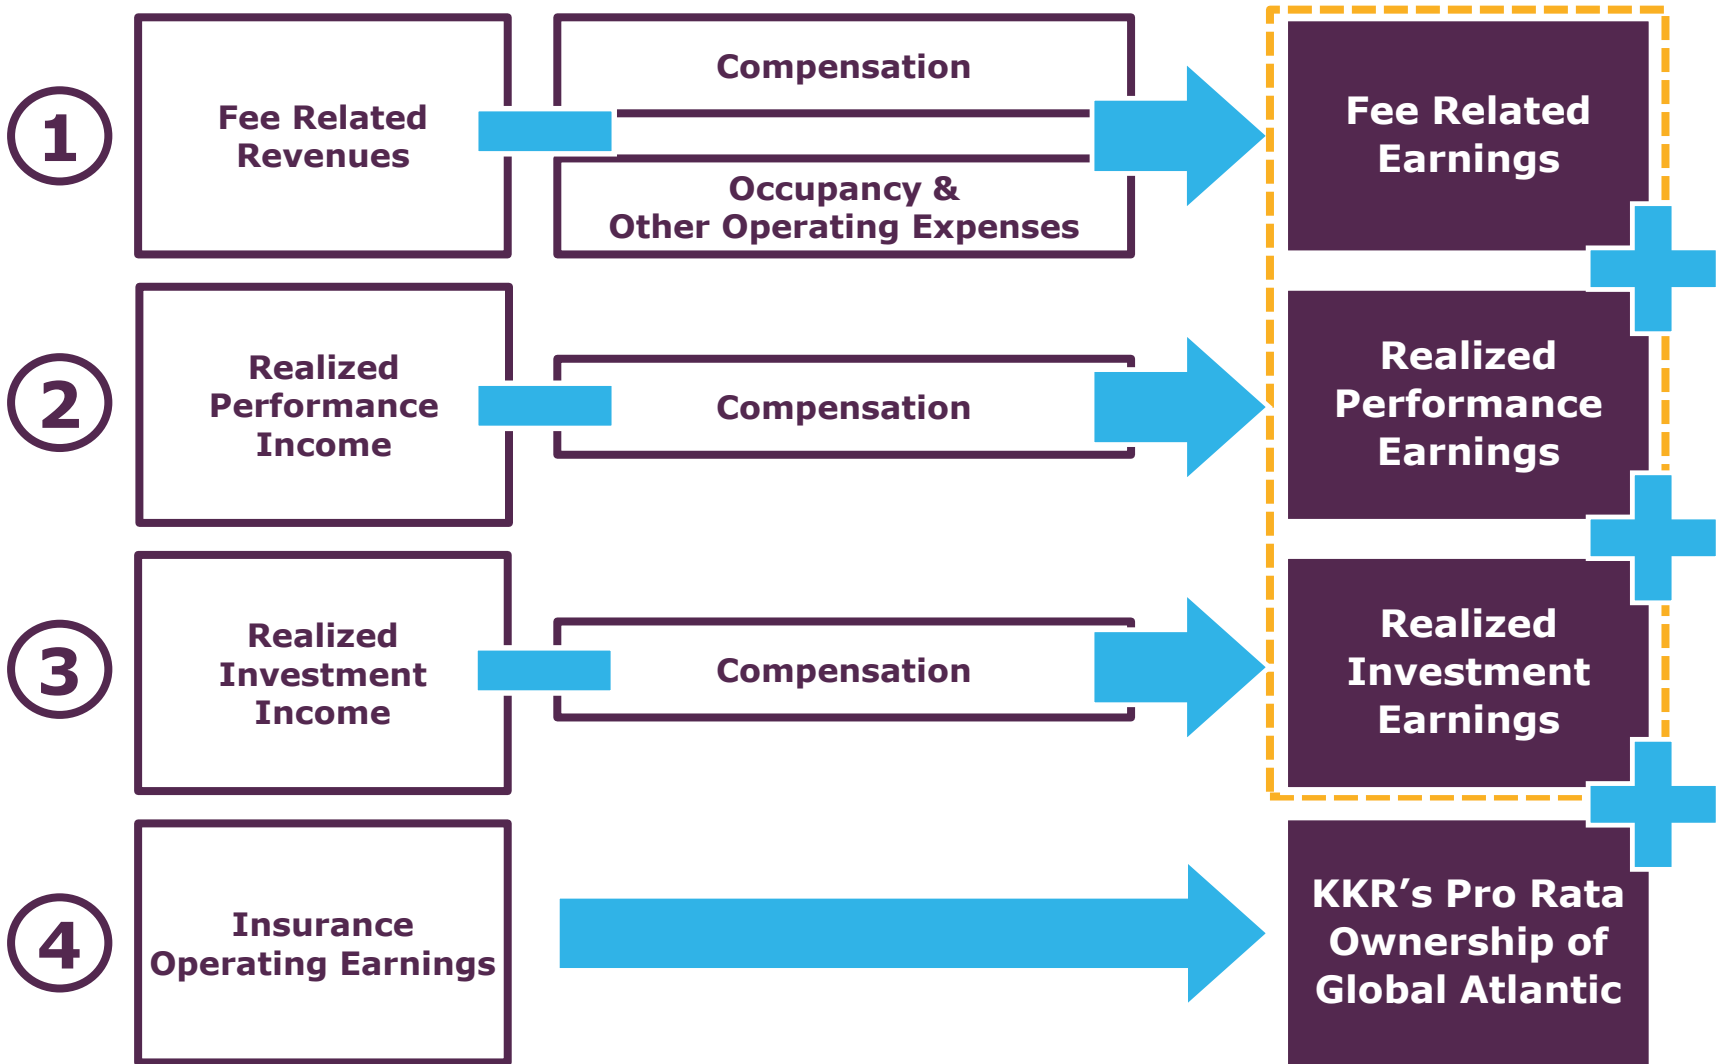 1
Fee Related
Revenues
Compensation
Occupancy &
Other Operating Expenses
Fee Related
Earnings
2
Realized
Performance
Income
Compensation
Realized
Performance
Earnings
3
Realized
Investment
Income
Compensation
Realized
Investment
Earnings
4
Insurance
Operating Earnings
KKR’s Pro Rata
Ownership of
Global Atlantic